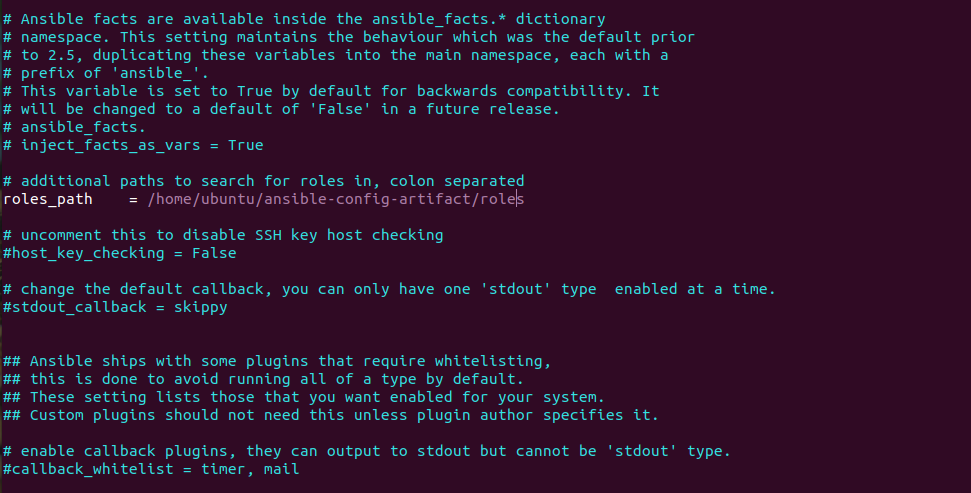 # Ansible facts are available inside the ansible_facts.* dictionary
# namespace. This setting maintains the behaviour which was the default prior
# to 2.5, duplicating these variables into the main namespace, each with a
# prefix of 'ansible_'.
# This variable is set to True by default for backwards compatibility. It
# will be changed to a default of 'False' in a future release.
# ansible_facts.
# inject_facts_as_vars = True
# additional paths to search for roles in, colon separated
roles_path    = /home/ubuntu/ansible-config-artifact/roles
# uncomment this to disable SSH key host checking
#host_key_checking = False
# change the default callback, you can only have one 'stdout' type  enabled at a time.
#stdout_callback = skippy
## Ansible ships with some plugins that require whitelisting,
## this is done to avoid running all of a type by default.
## These setting lists those that you want enabled for your system.
## Custom plugins should not need this unless plugin author specifies it.
# enable callback plugins, they can output to stdout but cannot be 'stdout' type.
#callback_whitelist = timer, mail